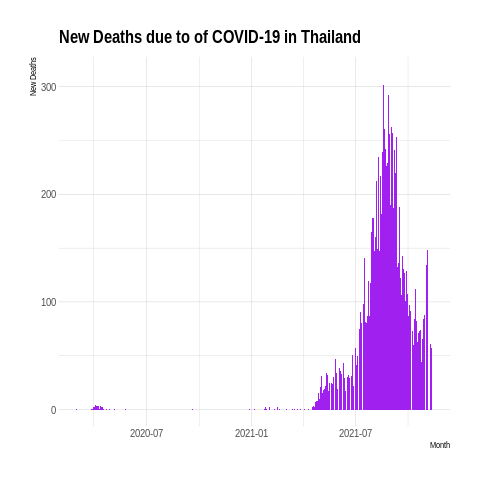 New Deaths due to of COVID-19 in Thailand
New Deaths
300
200
100
0
2020-07 2021-01 2021-07
Month